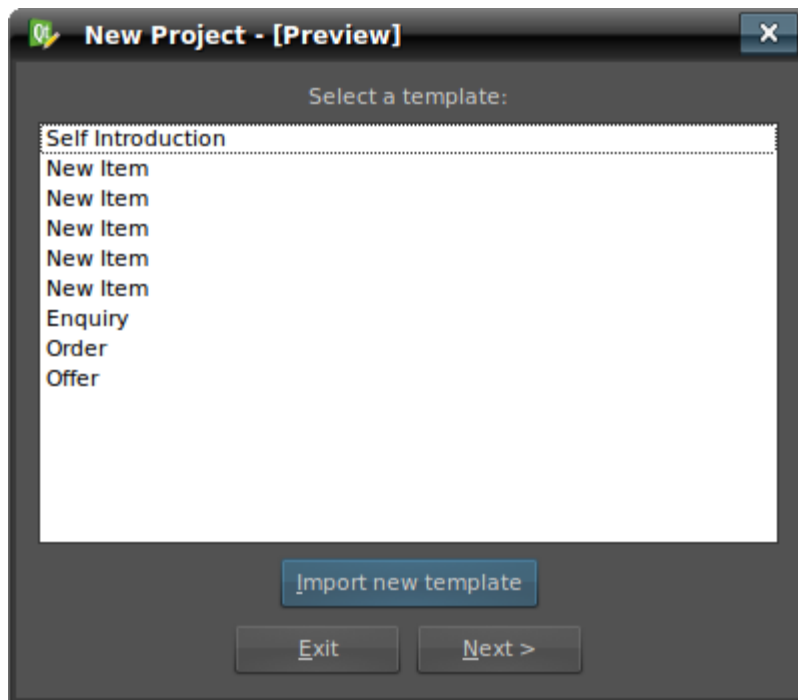 New Project - [Preview]
Select a template:
Self Introduction
New Item
New Item
New Item
New Item
New Item
Enquiry
Order
Offer
Import new template
Exit
Next >